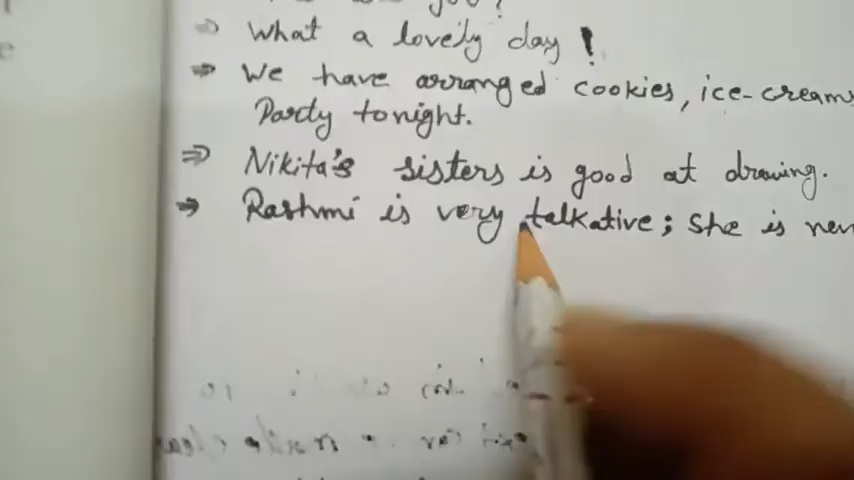 ⇒ What a lovely day!
⇒ We have arranged cookies, ice-creams
Party tonight.
⇒ Nikita's sisters is good at drawing.
⇒ Rashmi is very talkative; She is